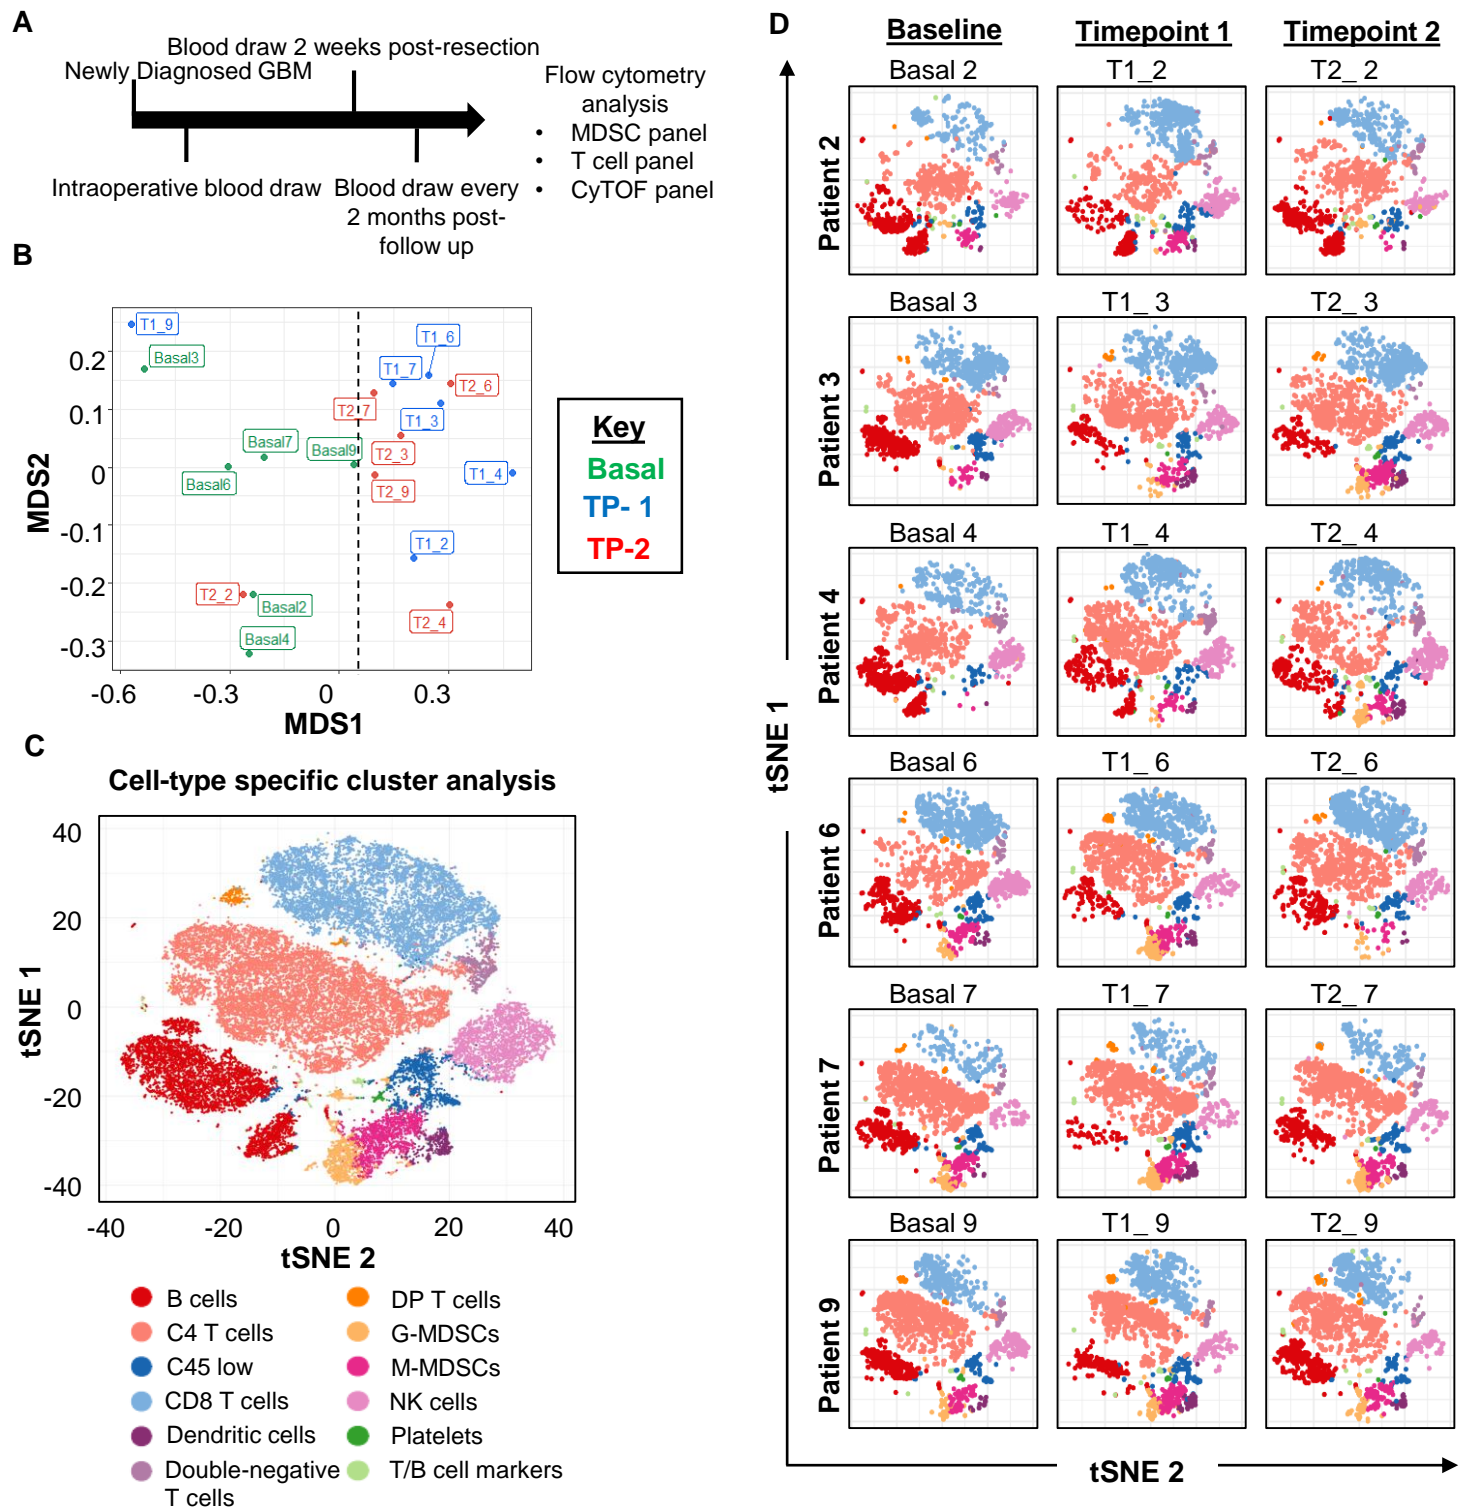 A
Blood draw 2 weeks post-resection
Newly Diagnosed GBM
Intraoperative blood draw
Blood draw every
2 months post-
follow up
Flow cytometry
analysis
• MDSC panel
• T cell panel
• CyTOF panel
B
MDS2
0.2
0.1
0
-0.1
-0.2
-0.3
T1_9
Basal3
T1_6
T1_7
T2_6
T2_7
T1_3
Basal7
Basal9
T2_3
Basal6
T1_4
T2_9
T1_2
T2_2
Basal2
T2_4
Basal4
-0.6
-0.3
0
0.3
MDS1
Key
Basal
TP- 1
TP-2
C
Cell-type specific cluster analysis
tSNE 1
40
20
0
-20
-40
-40
-20
0
20
40
tSNE 2
B cells
C4 T cells
C45 low
CD8 T cells
Dendritic cells
Double-negative
T cells
DP T cells
G-MDSCs
M-MDSCs
NK cells
Platelets
T/B cell markers
D
Baseline
Timepoint 1
Timepoint 2
tSNE 1
Patient 2
Basal 2
T1_2
T2_ 2
Patient 3
Basal 3
T1_ 3
T2_ 3
Patient 4
Basal 4
T1_ 4
T2_ 4
Patient 6
Basal 6
T1_ 6
T2_ 6
Patient 7
Basal 7
T1_ 7
T2_ 7
Patient 9
Basal 9
T1_ 9
T2_ 9
tSNE 2